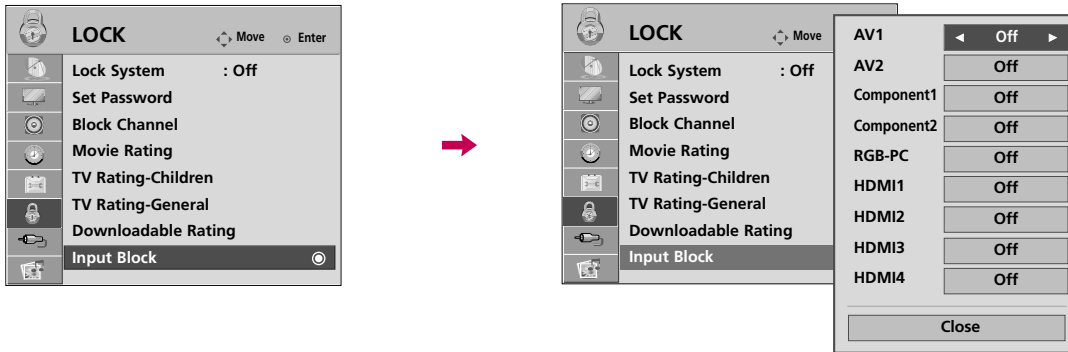 LOCK Move Enter
Lock System : Off
Set Password
Block Channel
Movie Rating
TV Rating-Children
TV Rating-General
Downloadable Rating
Input Block
LOCK Move
Lock System : Off
Set Password
Block Channel
Movie Rating
TV Rating-Children
TV Rating-General
Downloadable Rating
Input Block
AV1 ◄ Off ►
AV2 Off
Component1 Off
Component2 Off
RGB-PC Off
HDMI1 Off
HDMI2 Off
HDMI3 Off
HDMI4 Off
Close